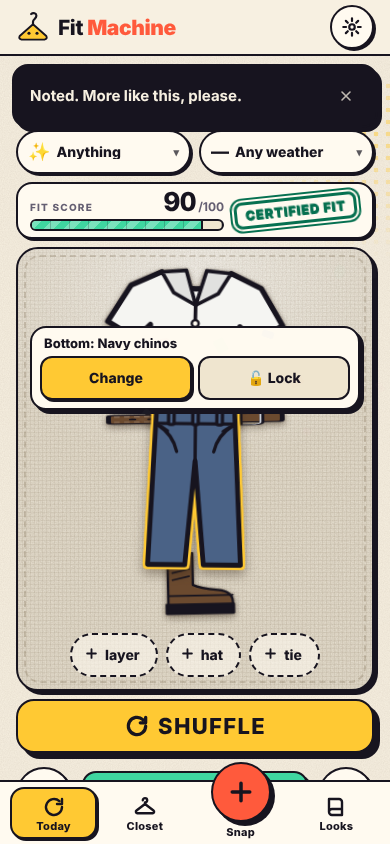 Fit Machine
Noted. More like this, please.
Anything
Any weather
FIT SCORE
90/100
CERTIFIED FIT
Bottom: Navy chinos
Change
Lock
+ layer
+ hat
+ tie
SHUFFLE
Today
Closet
Snap
Looks